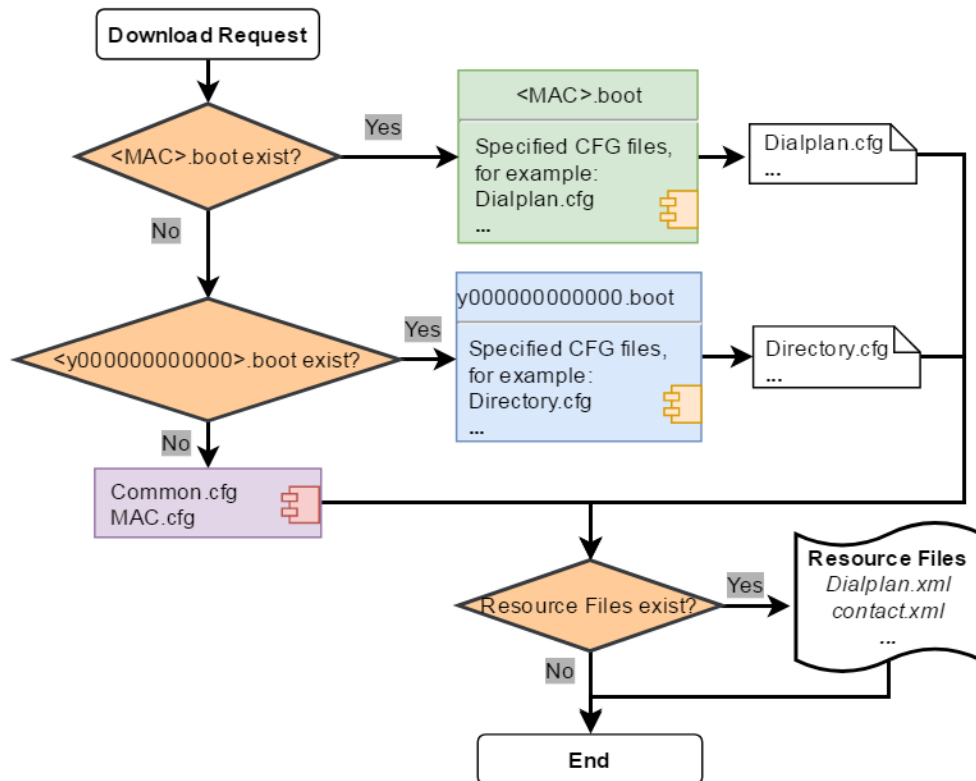 Download Request
<MAC>.boot exist?
Yes
<MAC>.boot
Specified CFG files,
for example:
Dialplan.cfg
...
Dialplan.cfg
...
No
<y000000000000>.boot exist?
Yes
y000000000000.boot
Specified CFG files,
for example:
Directory.cfg
...
Directory.cfg
...
No
Common.cfg
MAC.cfg
Resource Files exist?
Yes
Resource Files
Dialplan.xml
contact.xml
...
No
End